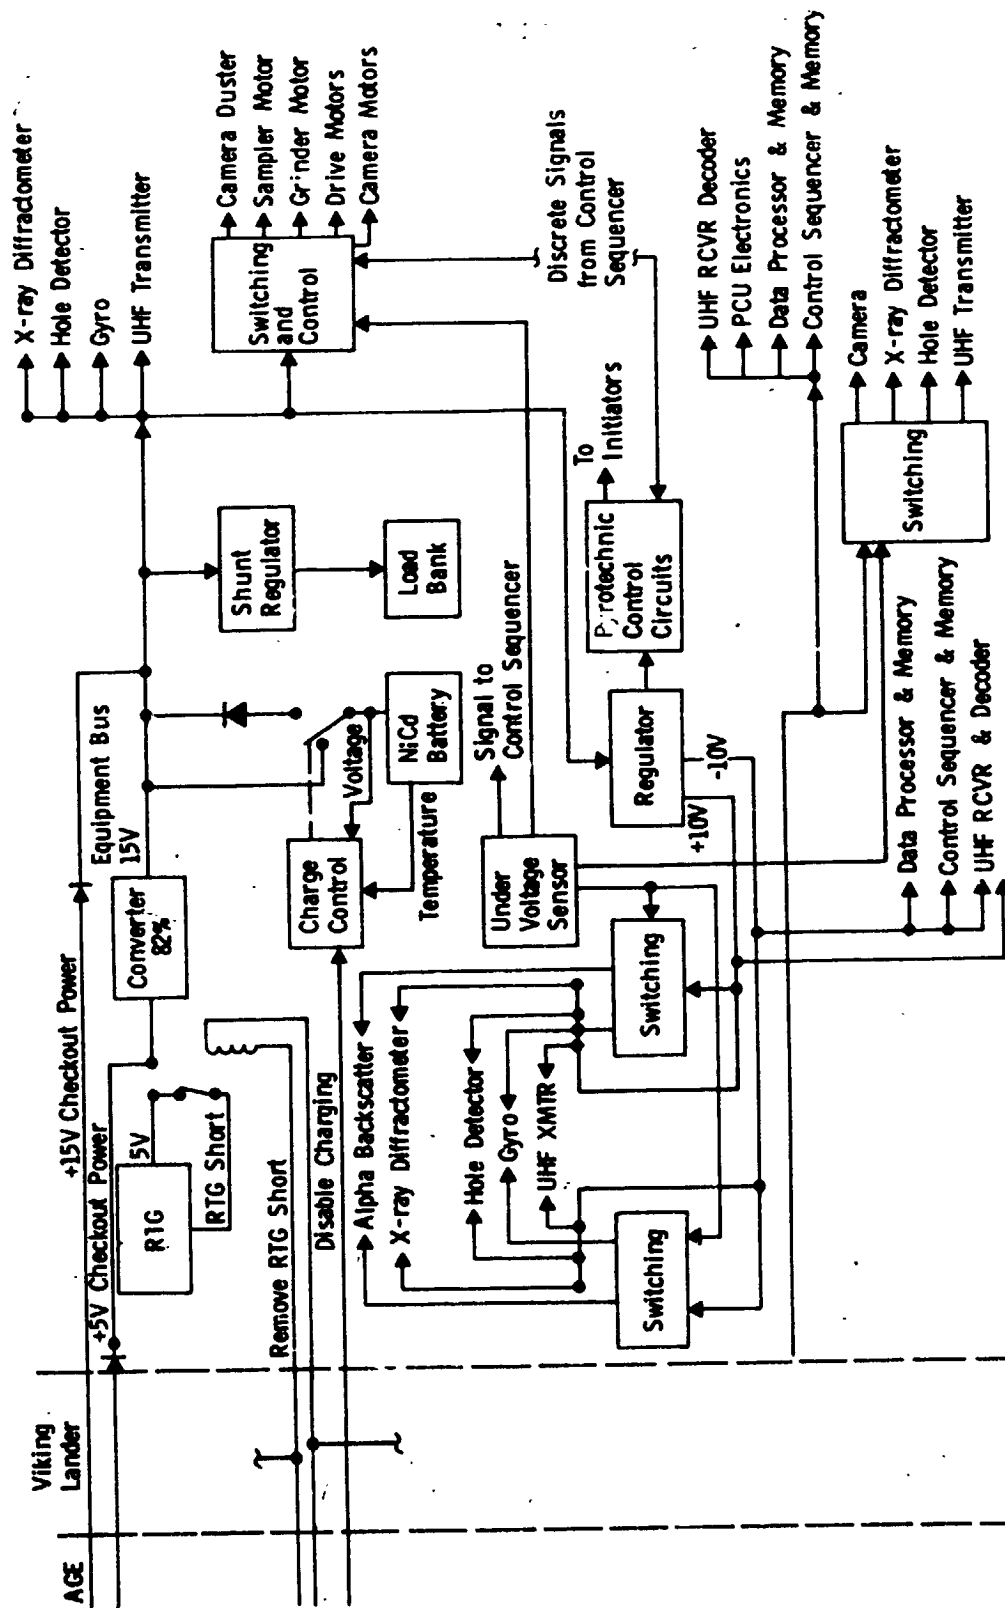 AGE
Viking
Lander
+15V Checkout Power
+5V Checkout Power
RTG
5V
RTG Short
Converter
82%
Equipment Bus
15V
Remove RTG Short
Disable Charging
Charge
Control
Voltage
Temperature
NiCd
Battery
Shunt
Regulator
Load
Bank
X-ray Diffractometer
Hole Detector
Gyro
UHF Transmitter
Switching
and
Control
Camera Duster
Sampler Motor
Grinder Motor
Drive Motors
Camera Motors
Alpha Backscatter
X-ray Diffractometer
Hole Detector
Gyro
UHF XMTR
Switching
Switching
Under
Voltage
Sensor
Signal to
Control Sequencer
Regulator
+10V
-10V
Pyrotechnic
Control
Circuits
To
Initiators
Discrete Signals
from Control
Sequencer
UHF RCVR Decoder
PCU Electronics
Data Processor & Memory
Control Sequencer & Memory
Switching
Camera
X-ray Diffractometer
Hole Detector
UHF Transmitter
Data Processor & Memory
Control Sequencer & Memory
UHF RCVR & Decoder